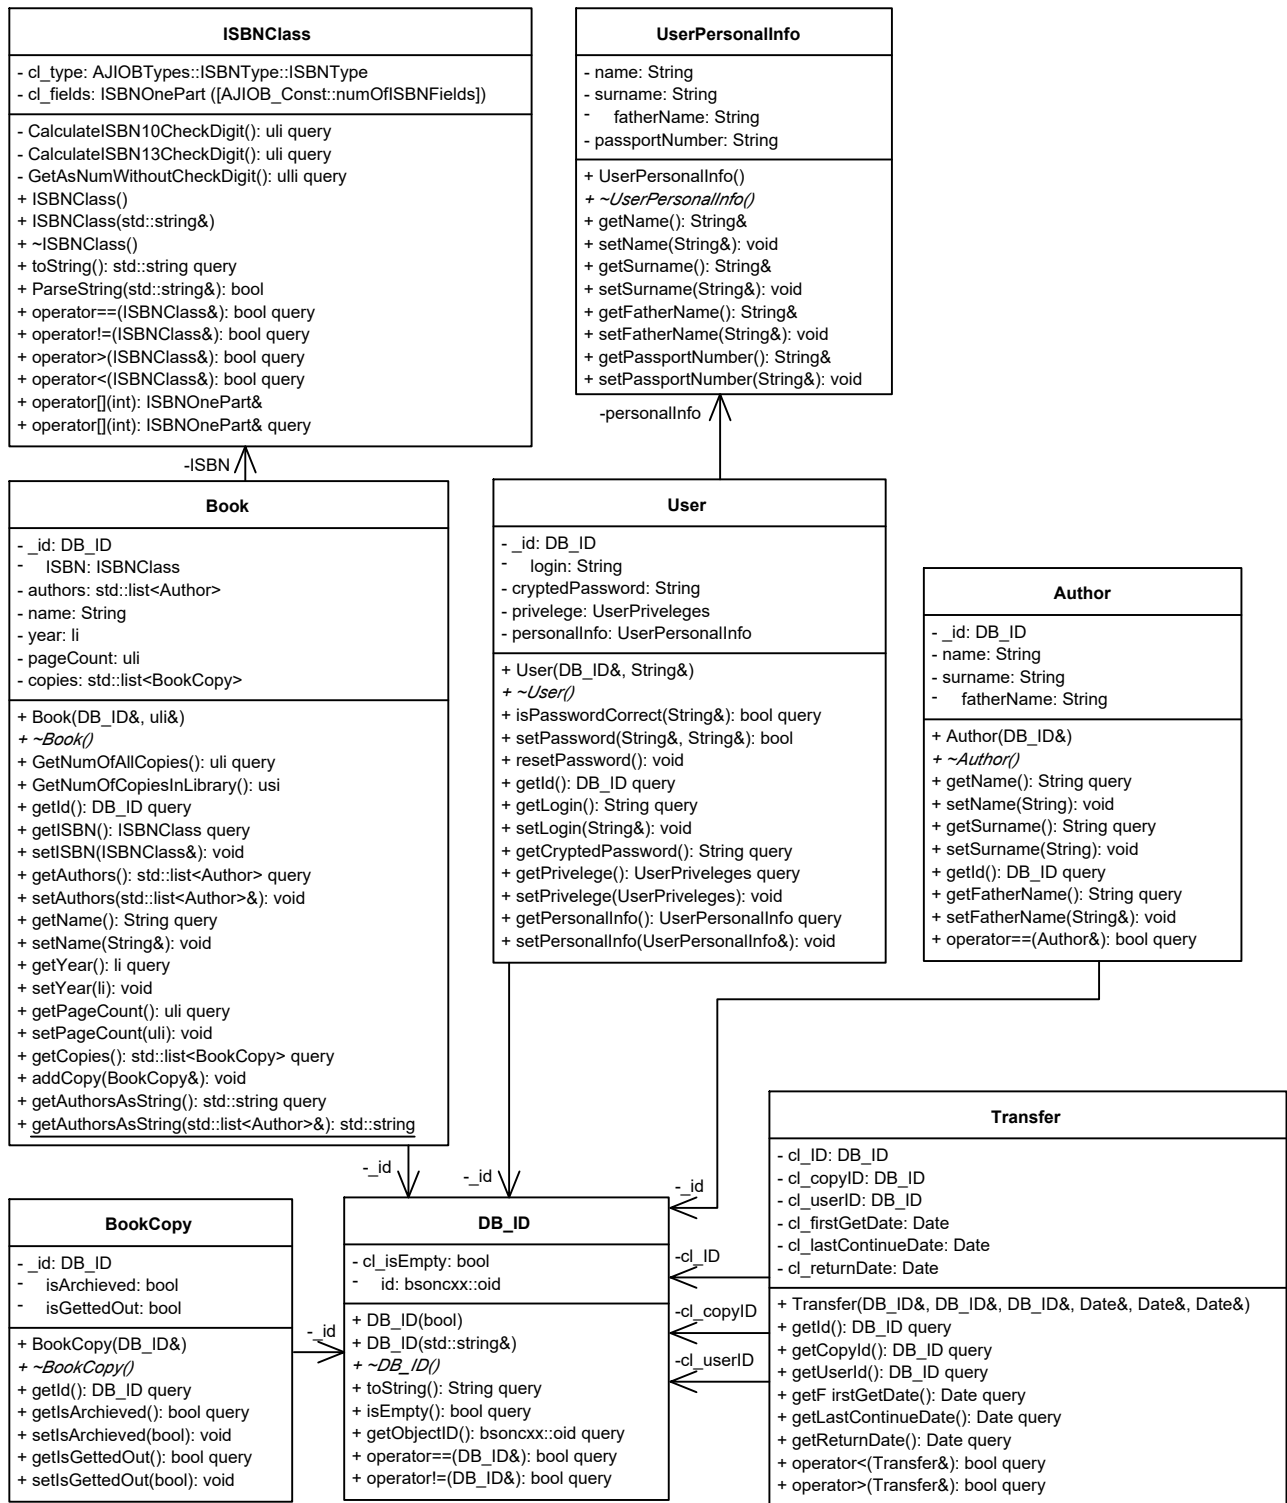 ISBNClass
- cl_type: AJIOBTypes::ISBNType::ISBNType
- cl_fields: ISBNOnePart ([AJIOB_Const::numOfISBNFields])
- CalculateISBN10CheckDigit(): uli query
- CalculateISBN13CheckDigit(): uli query
- GetAsNumWithoutCheckDigit(): ulli query
+ ISBNClass()
+ ISBNClass(std::string&)
+ ~ISBNClass()
+ toString(): std::string query
+ ParseString(std::string&): bool
+ operator==(ISBNClass&): bool query
+ operator!=(ISBNClass&): bool query
+ operator>(ISBNClass&): bool query
+ operator<(ISBNClass&): bool query
+ operator[](int): ISBNOnePart&
+ operator[](int): ISBNOnePart& query
UserPersonalInfo
- name: String
- surname: String
- fatherName: String
- passportNumber: String
+ UserPersonalInfo()
+ ~UserPersonalInfo()
+ getName(): String&
+ setName(String&): void
+ getSurname(): String&
+ setSurname(String&): void
+ getFatherName(): String&
+ setFatherName(String&): void
+ getPassportNumber(): String&
+ setPassportNumber(String&): void
-ISBN
-personalInfo
Book
- _id: DB_ID
- ISBN: ISBNClass
- authors: std::list<Author>
- name: String
- year: li
- pageCount: uli
- copies: std::list<BookCopy>
+ Book(DB_ID&, uli&)
+ ~Book()
+ GetNumOfAllCopies(): uli query
+ GetNumOfCopiesInLibrary(): usi
+ getId(): DB_ID query
+ getISBN(): ISBNClass query
+ setISBN(ISBNClass&): void
+ getAuthors(): std::list<Author> query
+ setAuthors(std::list<Author>&): void
+ getName(): String query
+ setName(String&): void
+ getYear(): li query
+ setYear(li): void
+ getPageCount(): uli query
+ setPageCount(uli): void
+ getCopies(): std::list<BookCopy> query
+ addCopy(BookCopy&): void
+ getAuthorsAsString(): std::string query
+ getAuthorsAsString(std::list<Author>&): std::string
User
- _id: DB_ID
- login: String
- cryptedPassword: String
- privelege: UserPriveleges
- personalInfo: UserPersonalInfo
+ User(DB_ID&, String&)
+ ~User()
+ isPasswordCorrect(String&): bool query
+ setPassword(String&, String&): bool
+ resetPassword(): void
+ getId(): DB_ID query
+ getLogin(): String query
+ setLogin(String&): void
+ getCryptedPassword(): String query
+ getPrivelege(): UserPriveleges query
+ setPrivelege(UserPriveleges): void
+ getPersonalInfo(): UserPersonalInfo query
+ setPersonalInfo(UserPersonalInfo&): void
Author
- _id: DB_ID
- name: String
- surname: String
- fatherName: String
+ Author(DB_ID&)
+ ~Author()
+ getName(): String query
+ setName(String): void
+ getSurname(): String query
+ setSurname(String): void
+ getId(): DB_ID query
+ getFatherName(): String query
+ setFatherName(String&): void
+ operator==(Author&): bool query
-_id
-_id
-_id
BookCopy
- _id: DB_ID
- isArchieved: bool
- isGettedOut: bool
+ BookCopy(DB_ID&)
+ ~BookCopy()
+ getId(): DB_ID query
+ getIsArchieved(): bool query
+ setIsArchieved(bool): void
+ getIsGettedOut(): bool query
+ setIsGettedOut(bool): void
-_id
DB_ID
- cl_isEmpty: bool
- id: bsoncxx::oid
+ DB_ID(bool)
+ DB_ID(std::string&)
+ ~DB_ID()
+ toString(): String query
+ isEmpty(): bool query
+ getObjectID(): bsoncxx::oid query
+ operator==(DB_ID&): bool query
+ operator!=(DB_ID&): bool query
-cl_ID
-cl_copyID
-cl_userID
Transfer
- cl_ID: DB_ID
- cl_copyID: DB_ID
- cl_userID: DB_ID
- cl_firstGetDate: Date
- cl_lastContinueDate: Date
- cl_returnDate: Date
+ Transfer(DB_ID&, DB_ID&, DB_ID&, Date&, Date&, Date&)
+ getId(): DB_ID query
+ getCopyId(): DB_ID query
+ getUserId(): DB_ID query
+ getF irstGetDate(): Date query
+ getLastContinueDate(): Date query
+ getReturnDate(): Date query
+ operator<(Transfer&): bool query
+ operator>(Transfer&): bool query